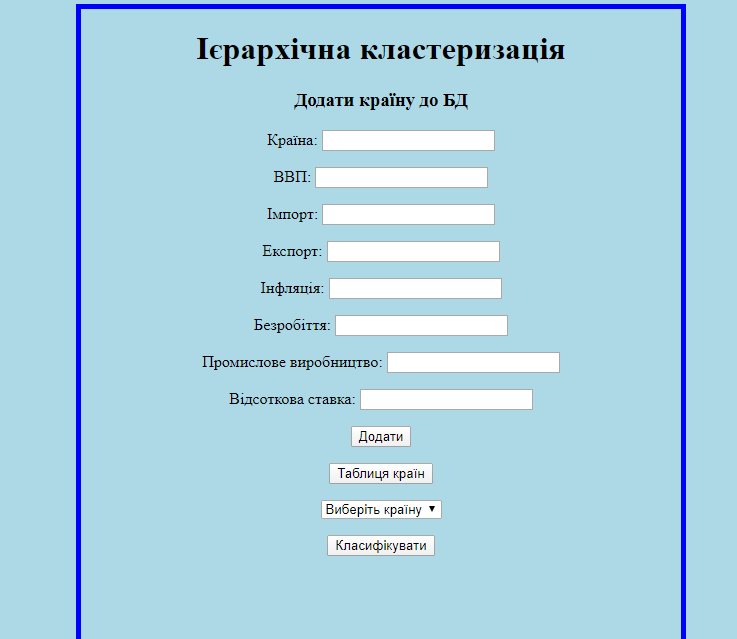 Ієрархічна кластеризація
Додати країну до БД
Країна:
ВВП:
Імпорт:
Експорт:
Інфляція:
Безробіття:
Промислове виробництво:
Відсоткова ставка:
Додати
Таблиця країн
Виберіть країну
Класифікувати